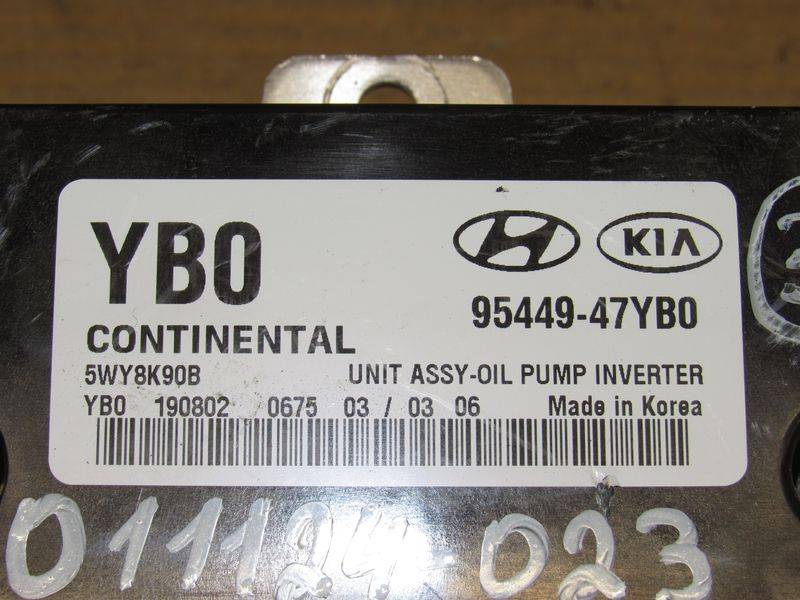 YB0
KIA
95449-47YB0
CONTINENTAL
5WY8K90B UNIT ASSY-OIL PUMP INVERTER
YB0 190802 0675 03 / 03 06 Made in Korea
011124-023